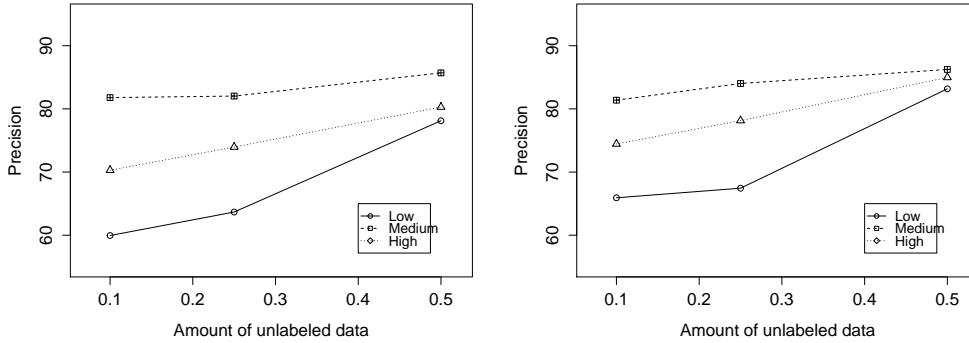 90
80
70
60
Precision
0.1 0.2 0.3 0.4 0.5
Amount of unlabeled data
Low
Medium
High
90
80
70
60
Precision
0.1 0.2 0.3 0.4 0.5
Amount of unlabeled data
Low
Medium
High